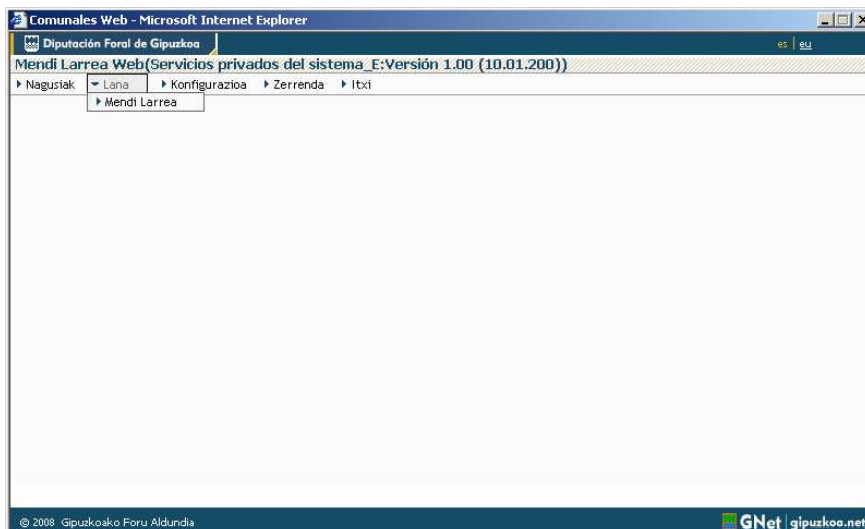 Comunales Web - Microsoft Internet Explorer
Diputación Foral de Gipuzkoa es | eu
Mendi Larrea Web(Servicios privados del sistema_E:Versión 1.00 (10.01.200))
Nagusiak Lana Konfigurazioa Zerrenda Itxi
Mendi Larrea
© 2008 Gipuzkoako Foru Aldundia GNet | gipuzkoa.net